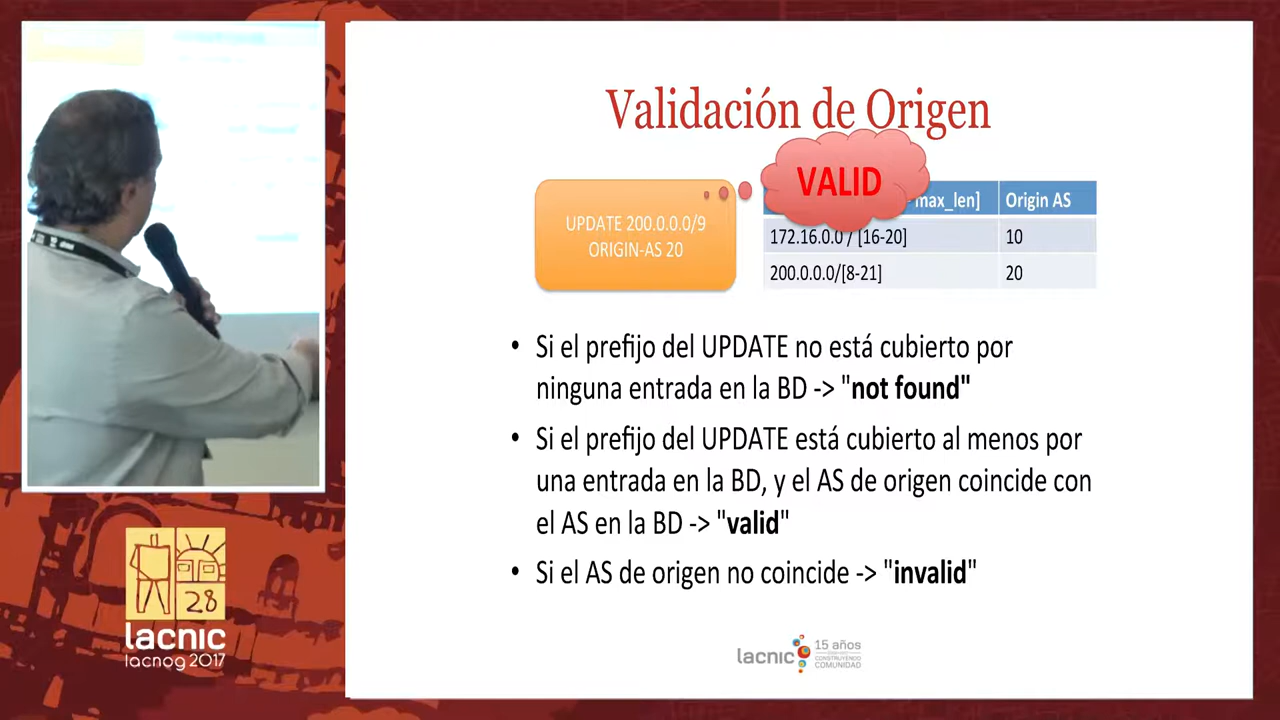 Validación de Origen
VALID
UPDATE 200.0.0.0/9
ORIGIN-AS 20
max_len]
Origin AS
172.16.0.0 / [16-20]
10
200.0.0.0/[8-21]
20
• Si el prefijo del UPDATE no está cubierto por
ninguna entrada en la BD -> "not found"
• Si el prefijo del UPDATE está cubierto al menos por
una entrada en la BD, y el AS de origen coincide con
el AS en la BD -> "valid"
• Si el AS de origen no coincide -> "invalid"
28
lacnic
lacnog 2017
lacnic
15 años
CONSTRUYENDO
COMUNIDAD